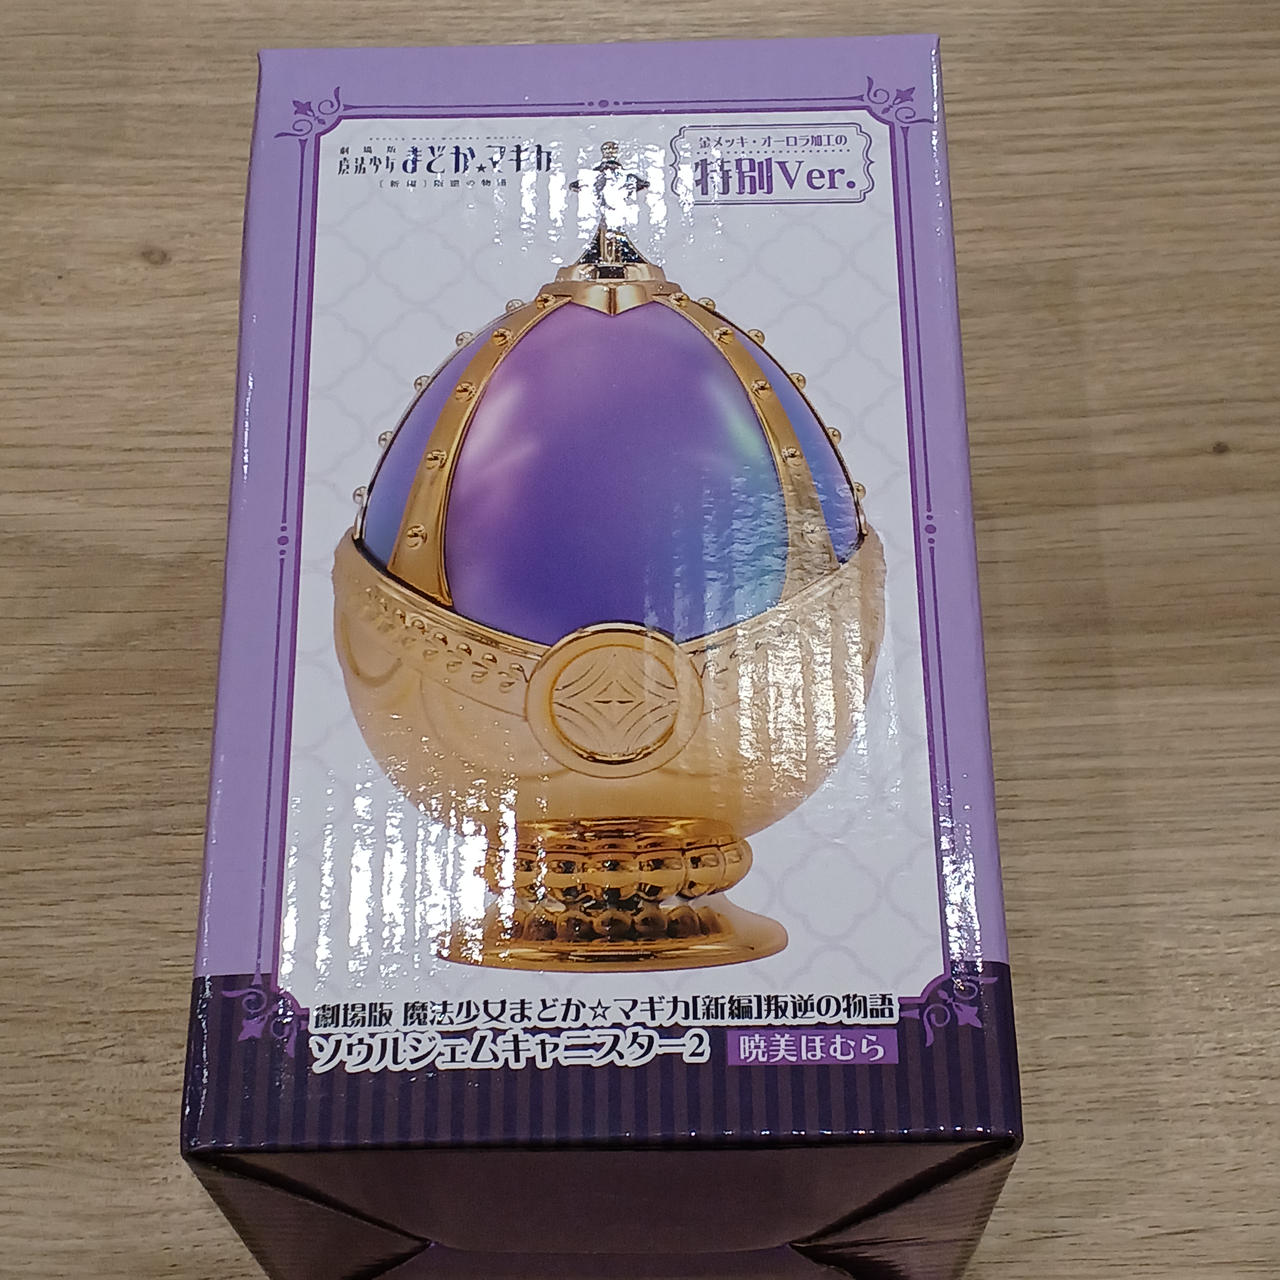 劇場版
魔法少女まどか☆マギカ
［新編］叛逆の物語
金メッキ・オーロラ加工の
特別Ver.
劇場版 魔法少女まどか☆マギカ[新編]叛逆の物語
ソウルジェムキャニスター2 暁美ほむら